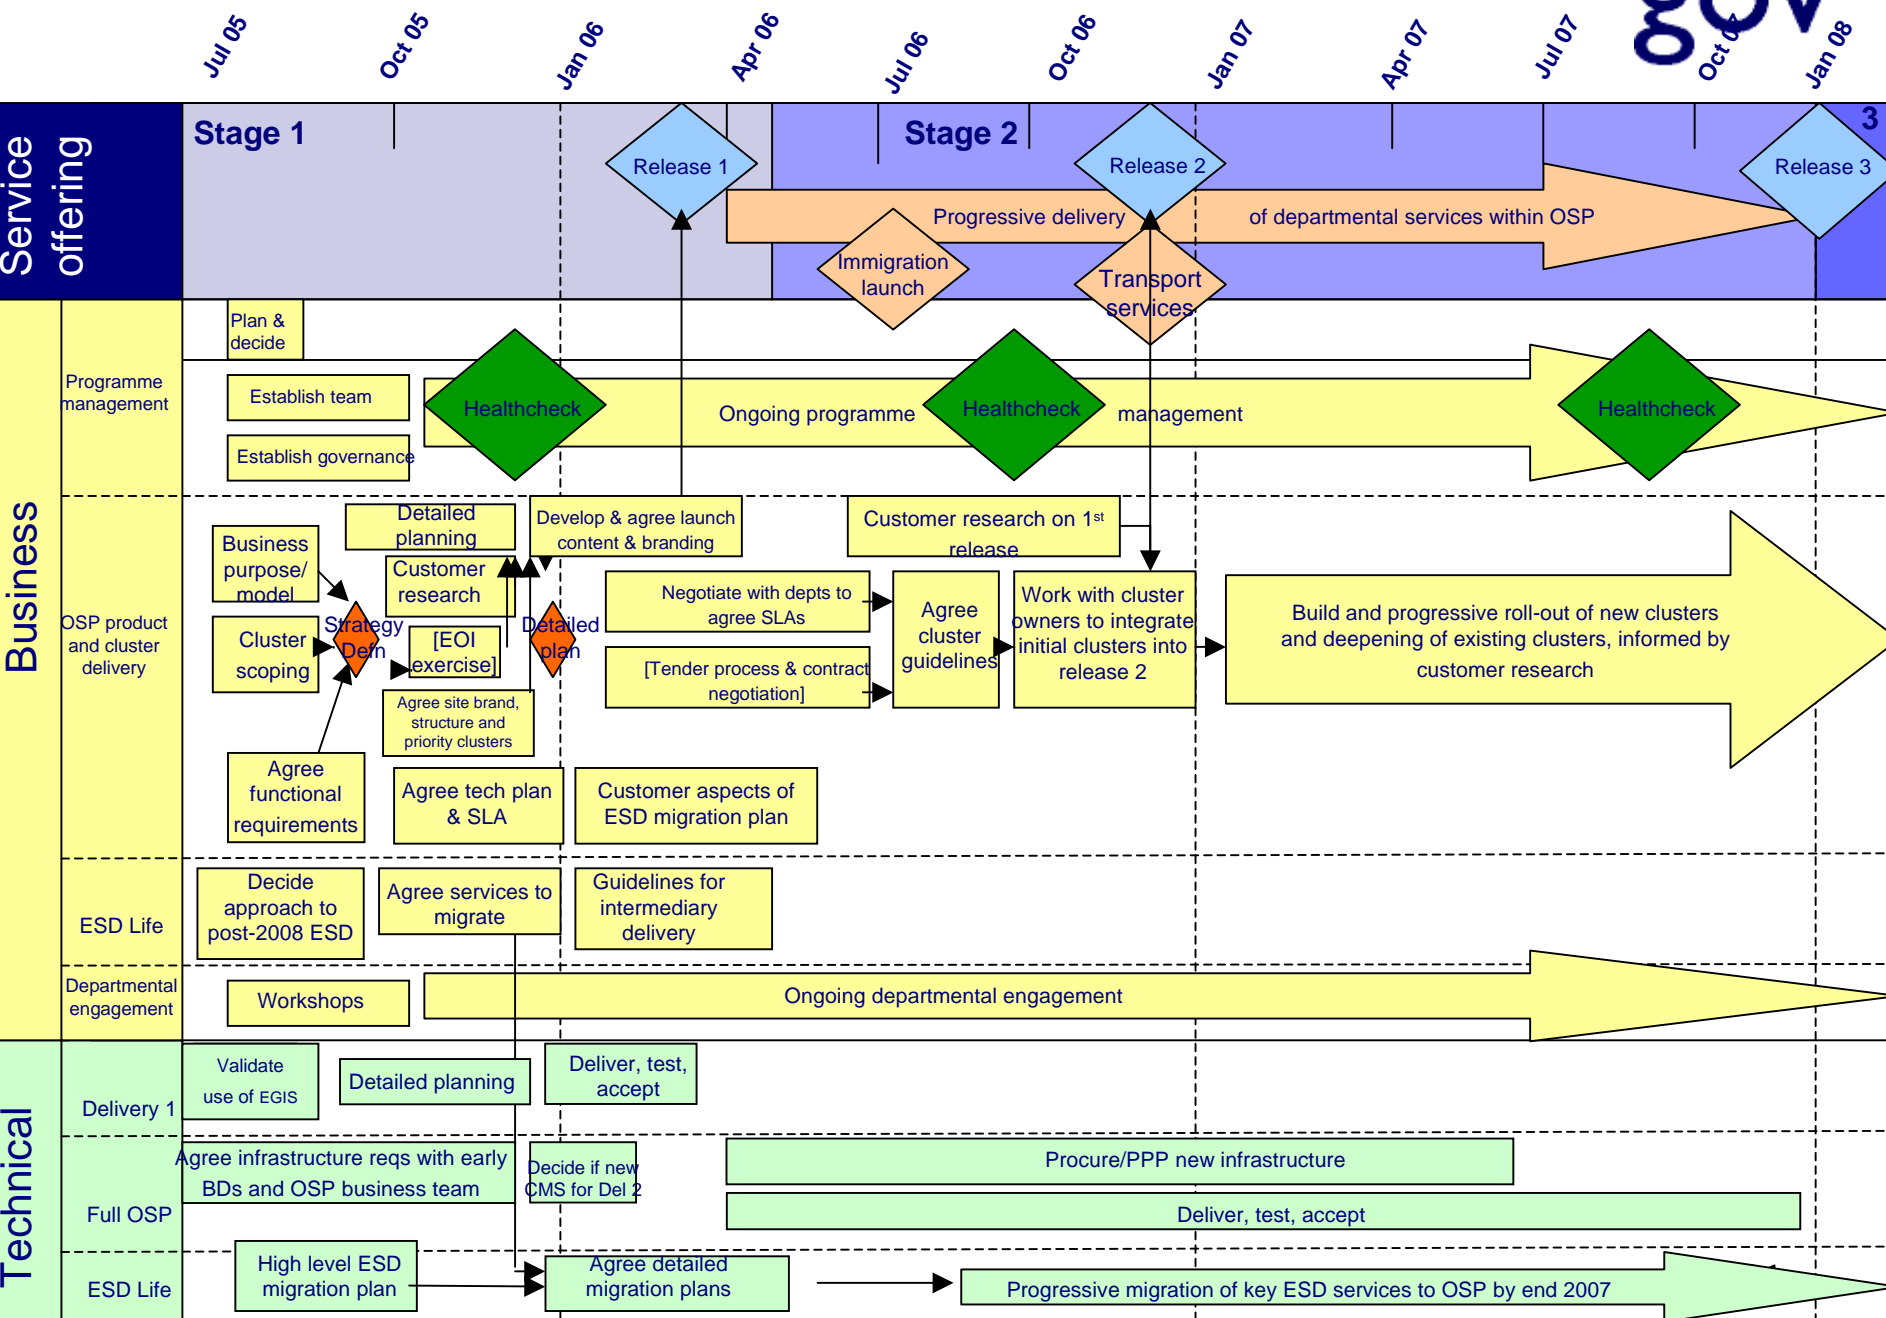 gov
Jul 05
Oct 05
Jan 06
Apr 06
Jul 06
Oct 06
Jan 07
Apr 07
Jul 07
Oct 07
Jan 08
Service
offering
Stage 1
Stage 2
3
Release 1
Release 2
Release 3
Progressive delivery
of departmental services within OSP
Immigration
launch
Transport
services
Business
Programme
management
Plan &
decide
Establish team
Establish governance
Healthcheck
Ongoing programme
Healthcheck
management
Healthcheck
OSP product
and cluster
delivery
Business
purpose/
model
Cluster
scoping
Agree
functional
requirements
Strategy
Defn
Detailed
planning
Customer
research
[EOI
exercise]
Agree site brand,
structure and
priority clusters
Agree tech plan
& SLA
Develop & agree launch
content & branding
Detailed
plan
Negotiate with depts to
agree SLAs
[Tender process & contract
negotiation]
Customer aspects of
ESD migration plan
Customer research on 1st
release
Agree
cluster
guidelines
Work with cluster
owners to integrate
initial clusters into
release 2
Build and progressive roll-out of new clusters
and deepening of existing clusters, informed by
customer research
ESD Life
Decide
approach to
post-2008 ESD
Agree services to
migrate
Guidelines for
intermediary
delivery
Departmental
engagement
Workshops
Ongoing departmental engagement
Technical
Delivery 1
Validate
use of EGIS
Detailed planning
Deliver, test,
accept
Full OSP
Agree infrastructure reqs with early
BDs and OSP business team
Decide if new
CMS for Del 2
Procure/PPP new infrastructure
Deliver, test, accept
ESD Life
High level ESD
migration plan
Agree detailed
migration plans
Progressive migration of key ESD services to OSP by end 2007